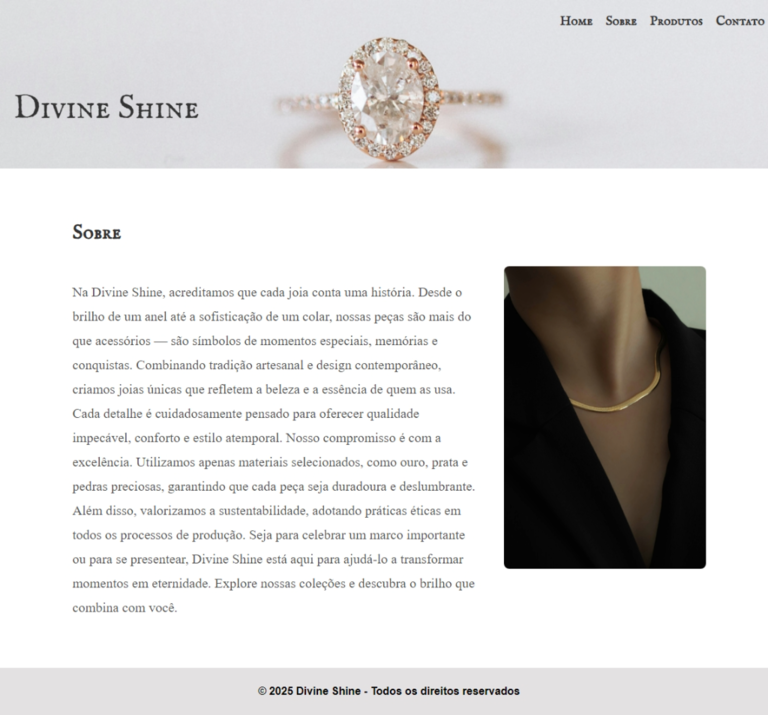 Home Sobre Produtos Contato
Divine Shine
Sobre
Na Divine Shine, acreditamos que cada joia conta uma história. Desde o
brilho de um anel até a sofisticação de um colar, nossas peças são mais do
que acessórios — são símbolos de momentos especiais, memórias e
conquistas. Combinando tradição artesanal e design contemporâneo,
criamos joias únicas que refletem a beleza e a essência de quem as usa.
Cada detalhe é cuidadosamente pensado para oferecer qualidade
impecável, conforto e estilo atemporal. Nosso compromisso é com a
excelência. Utilizamos apenas materiais selecionados, como ouro, prata e
pedras preciosas, garantindo que cada peça seja duradoura e deslumbrante.
Além disso, valorizamos a sustentabilidade, adotando práticas éticas em
todos os processos de produção. Seja para celebrar um marco importante
ou para se presentear, Divine Shine está aqui para ajudá-lo a transformar
momentos em eternidade. Explore nossas coleções e descubra o brilho que
combina com você.
© 2025 Divine Shine - Todos os direitos reservados